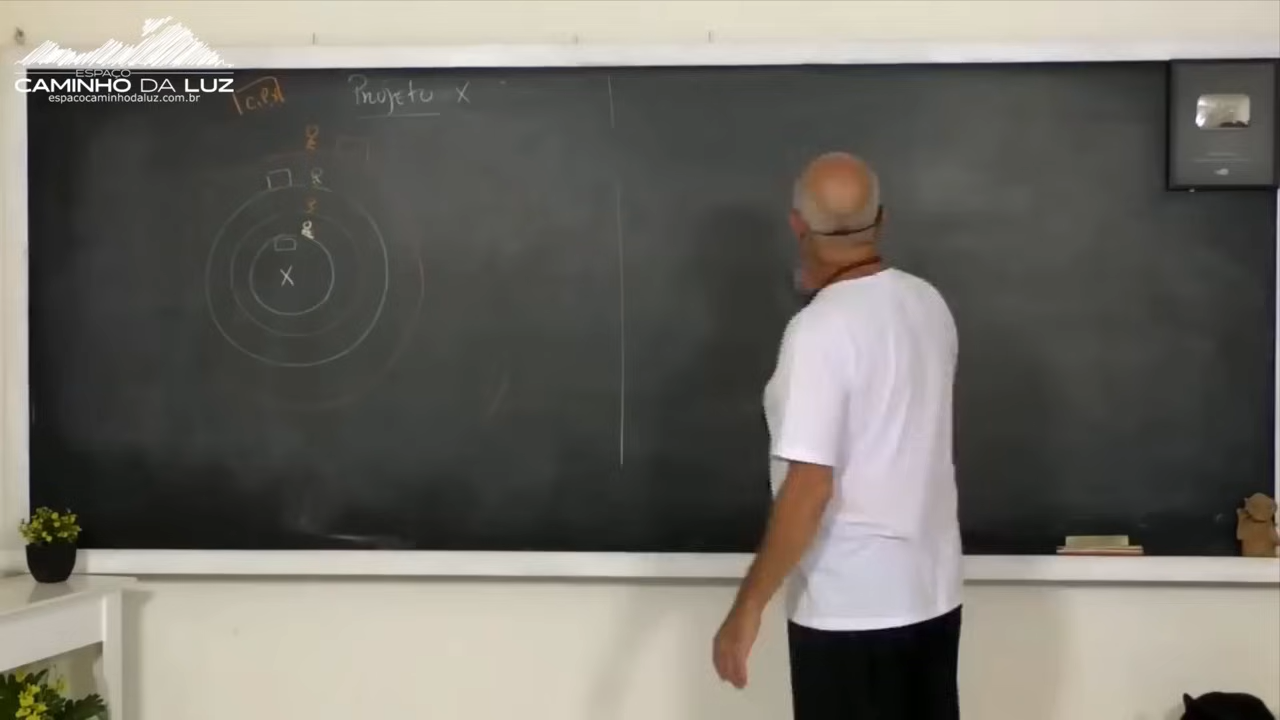 ESPAÇO
CAMINHO DA LUZ
espacocaminhodaluz.com.br
Projeto X
X